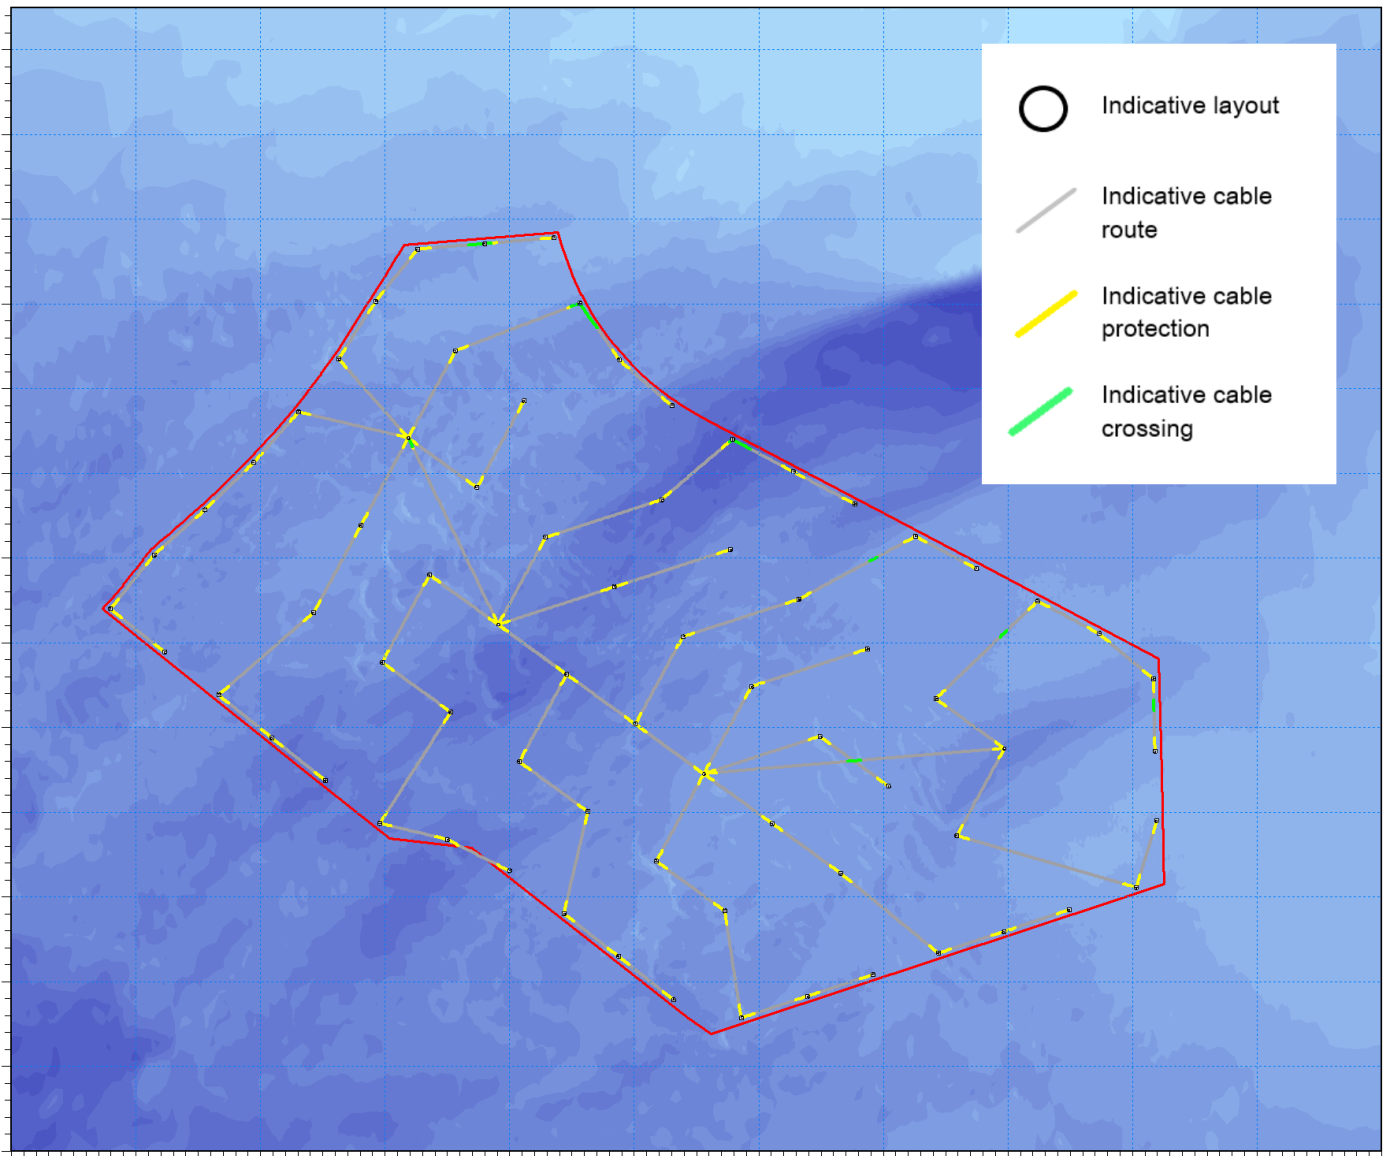 Indicative layout
Indicative cable
route
Indicative cable
protection
Indicative cable
crossing